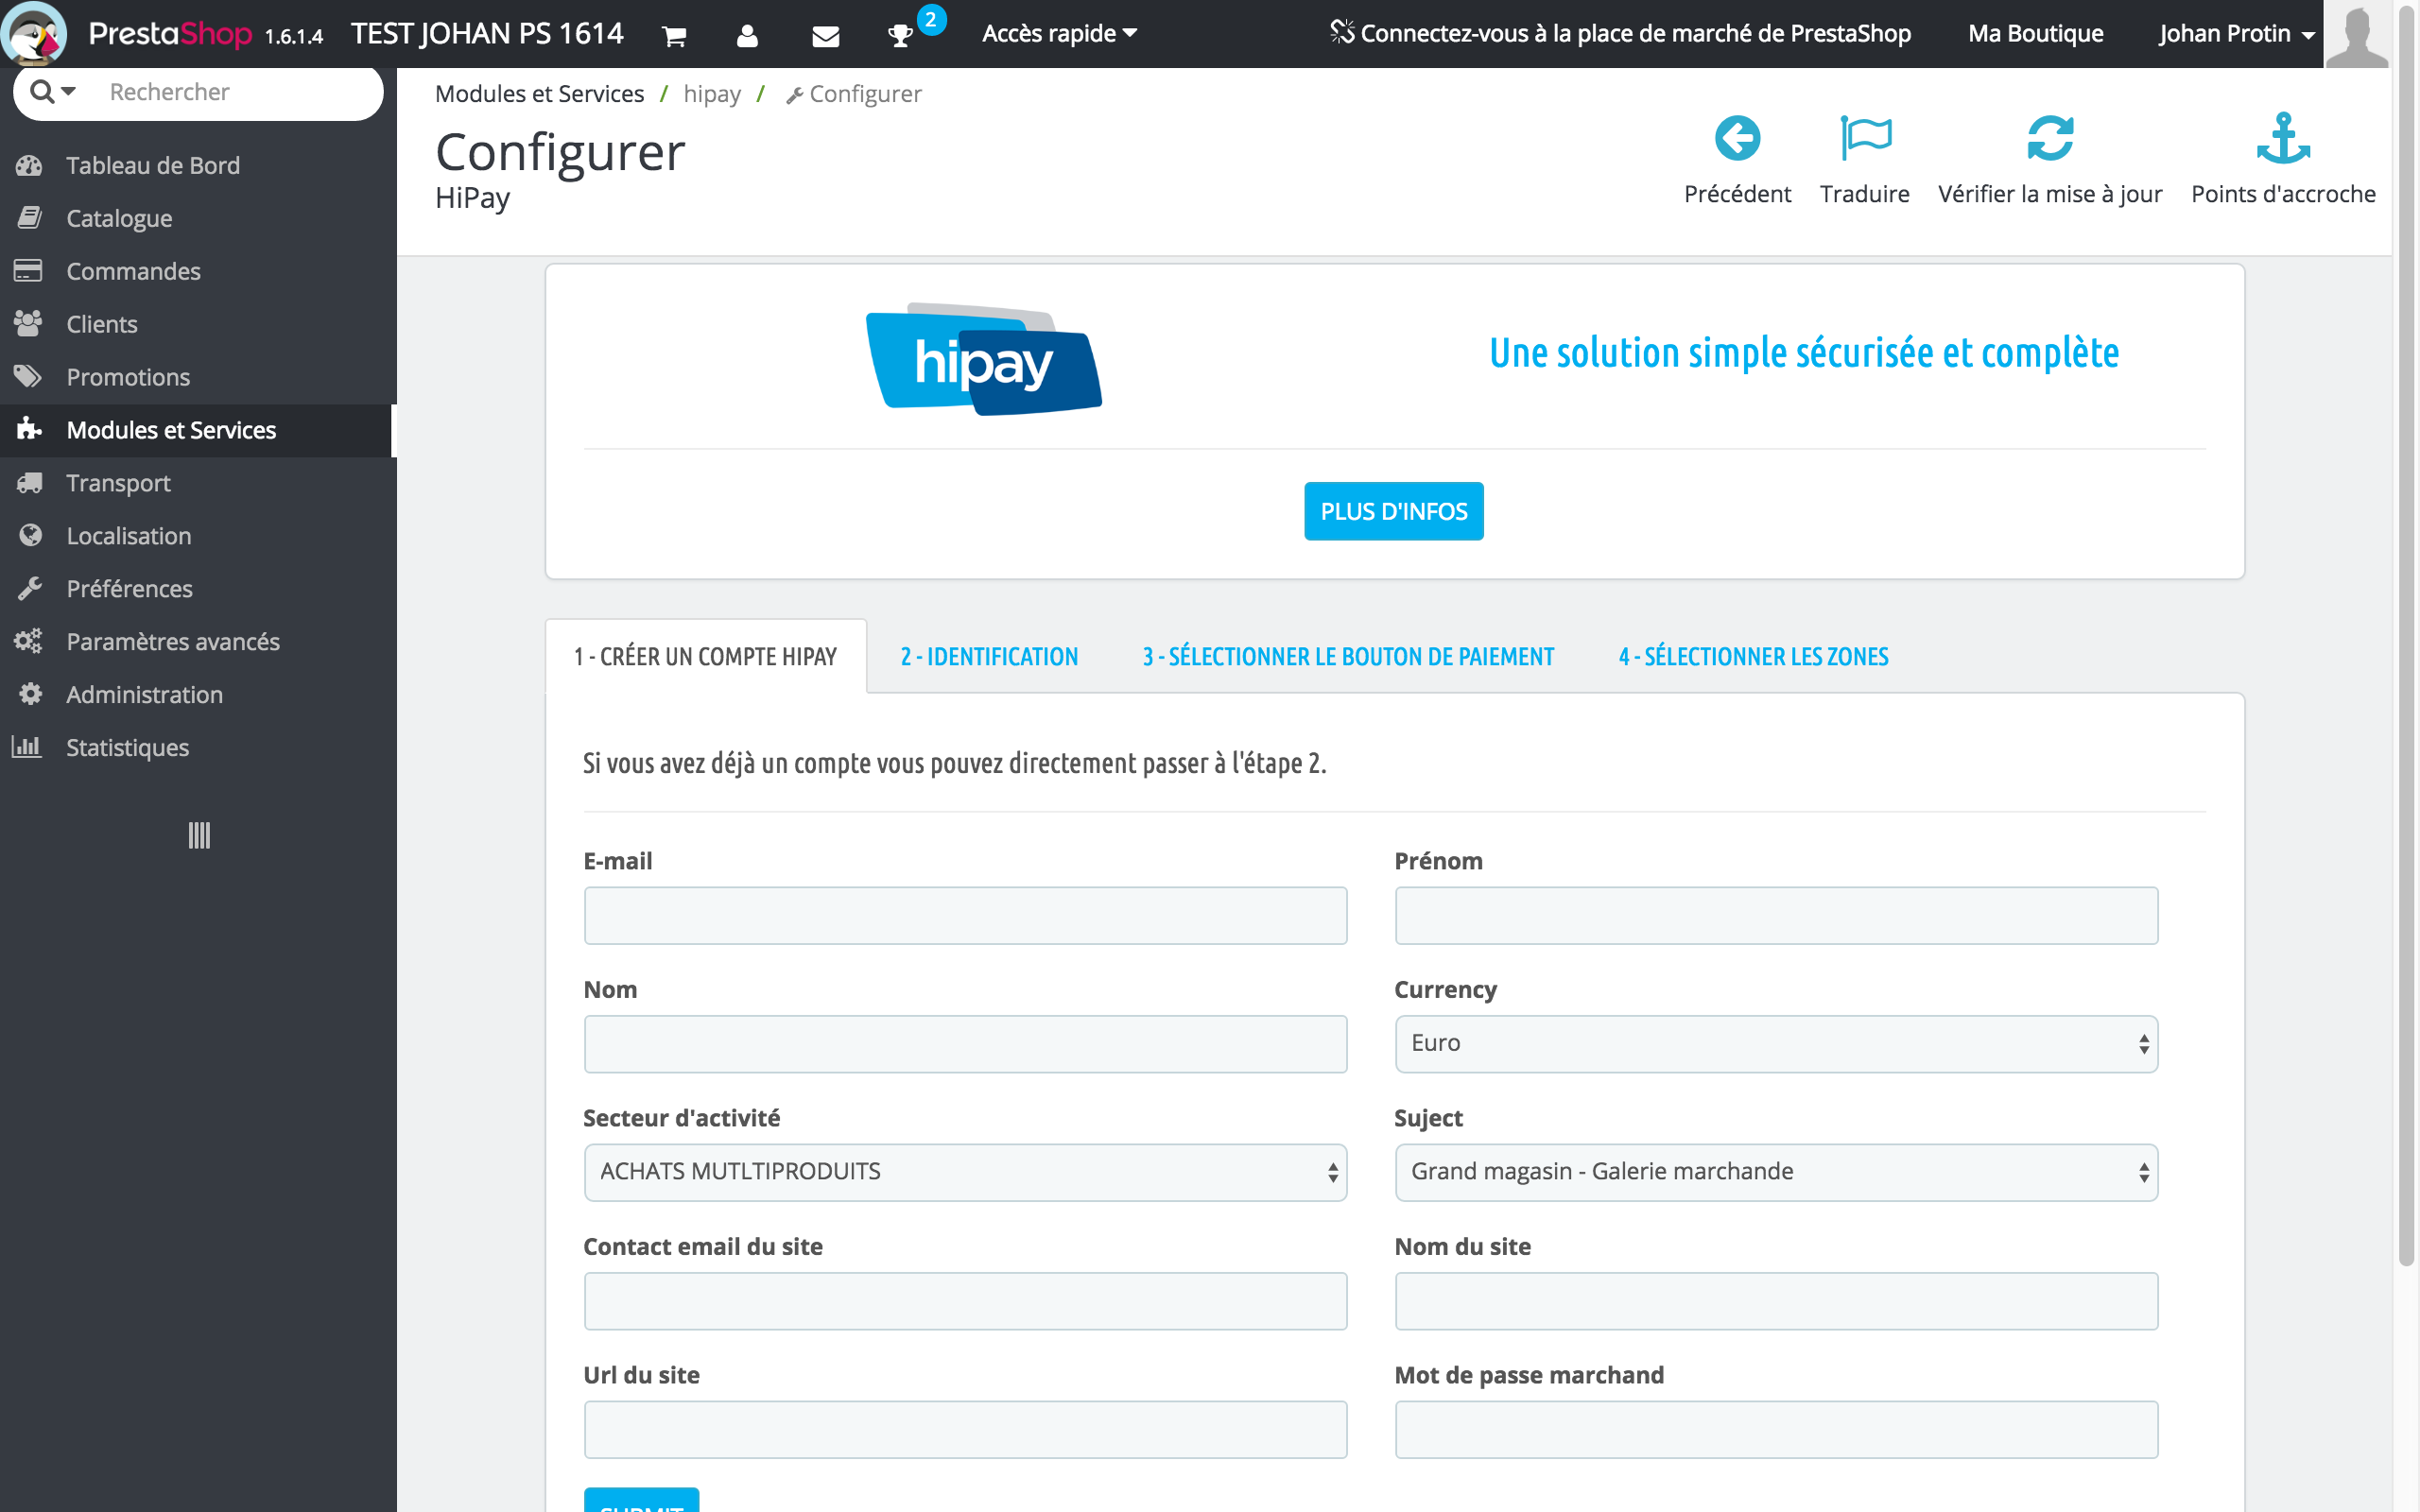 PrestaShop 1.6.1.4 TEST JOHAN PS 1614 2 Accès rapide Connectez-vous à la place de marché de PrestaShop Ma Boutique Johan Protin
Rechercher
Tableau de Bord
Catalogue
Commandes
Clients
Promotions
Modules et Services
Transport
Localisation
Préférences
Paramètres avancés
Administration
Statistiques
Modules et Services / hipay / Configurer
Configurer
HiPay
Précédent Traduire Vérifier la mise à jour Points d'accroche
hipay
Une solution simple sécurisée et complète
PLUS D'INFOS
1 - CRÉER UN COMPTE HIPAY 2 - IDENTIFICATION 3 - SÉLECTIONNER LE BOUTON DE PAIEMENT 4 - SÉLECTIONNER LES ZONES
Si vous avez déjà un compte vous pouvez directement passer à l'étape 2.
E-mail Prénom
Nom Currency
Euro
Secteur d'activité Suject
ACHATS MUTLTIPRODUITS Grand magasin - Galerie marchande
Contact email du site Nom du site
Url du site Mot de passe marchand
SUBMIT